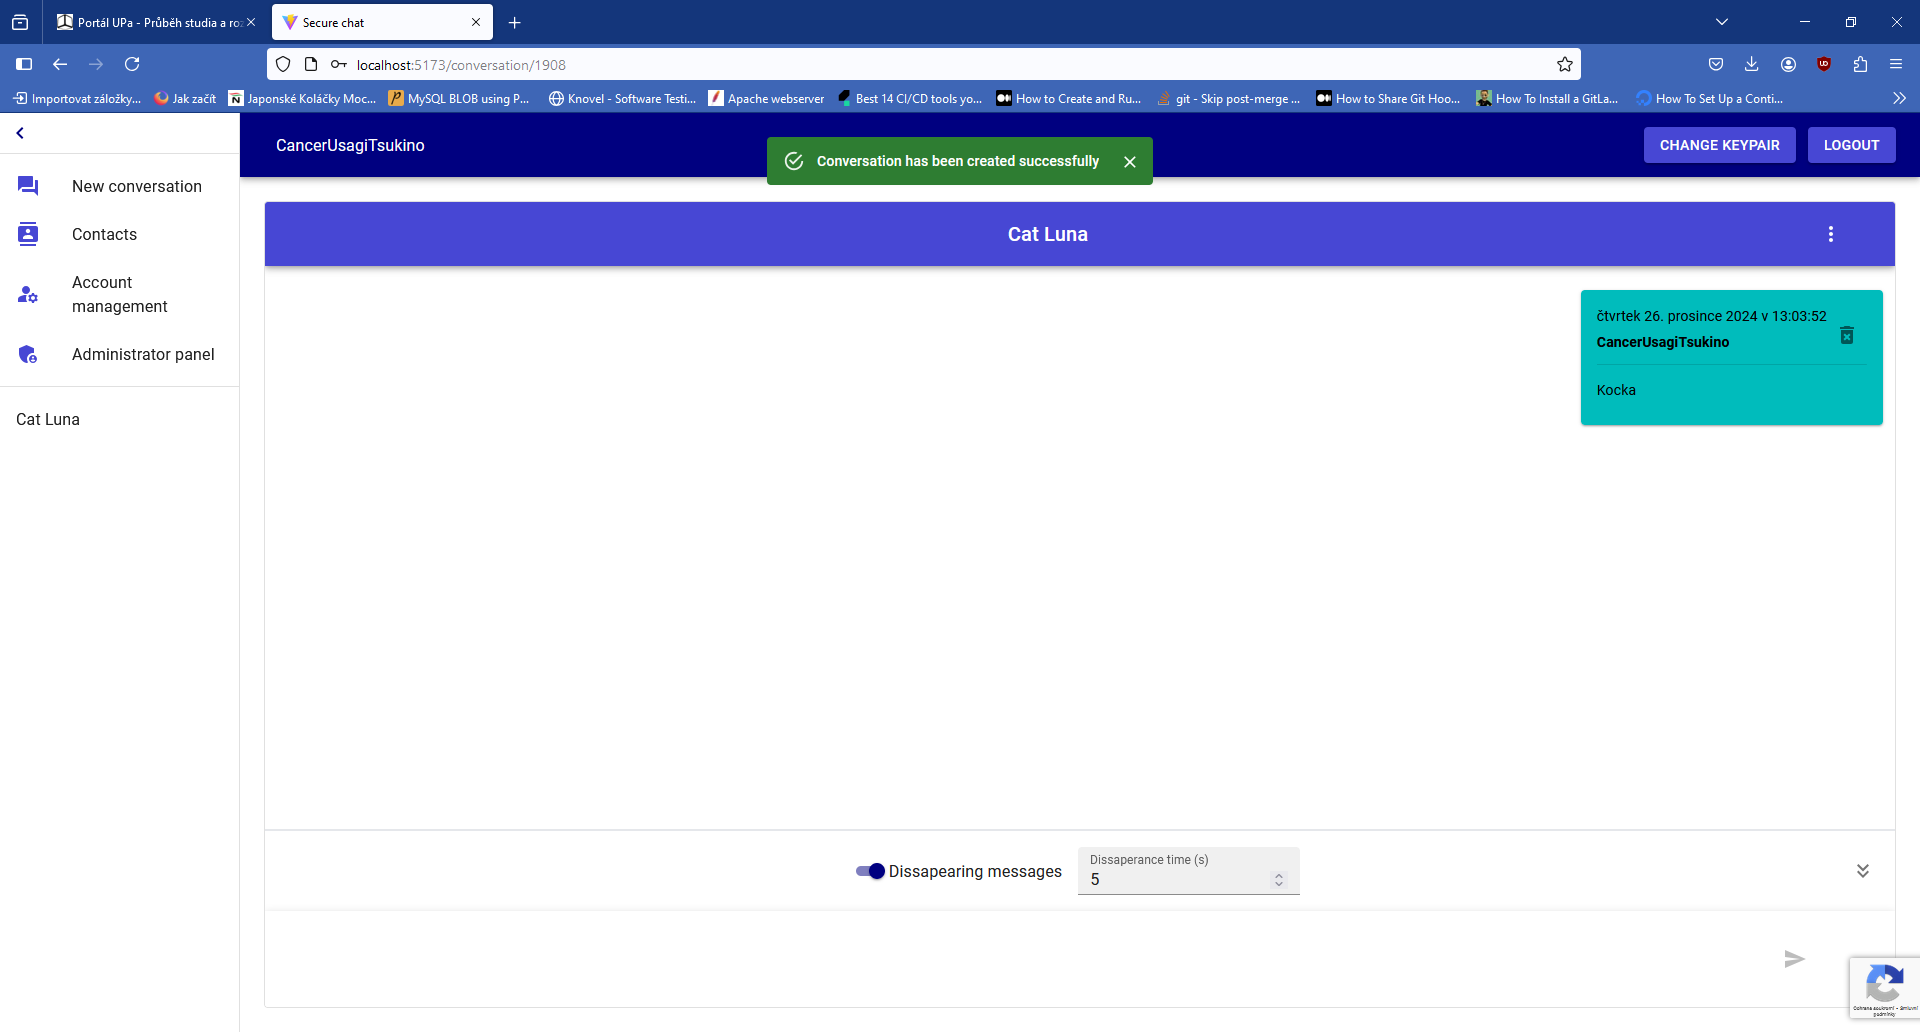 Portál UPa - Průběh studia a ro
Secure chat
localhost:5173/conversation/1908
Importovat záložky...
Jak začít
Japonské Koláčky Moc...
MySQL BLOB using P...
Knovel - Software Testi...
Apache webserver
Best 14 CI/CD tools yo...
How to Create and Ru...
git - Skip post-merge ...
How to Share Git Hoo...
How To Install a GitLa...
How To Set Up a Conti...
CancerUsagiTsukino
Conversation has been created successfully
CHANGE KEYPAIR
LOGOUT
New conversation
Contacts
Account
management
Administrator panel
Cat Luna
Cat Luna
čtvrtek 26. prosince 2024 v 13:03:52
CancerUsagiTsukino
Kocka
Dissapearing messages
Dissaperance time (s)
5
Ochrana soukromí - Smluvní
podmínky